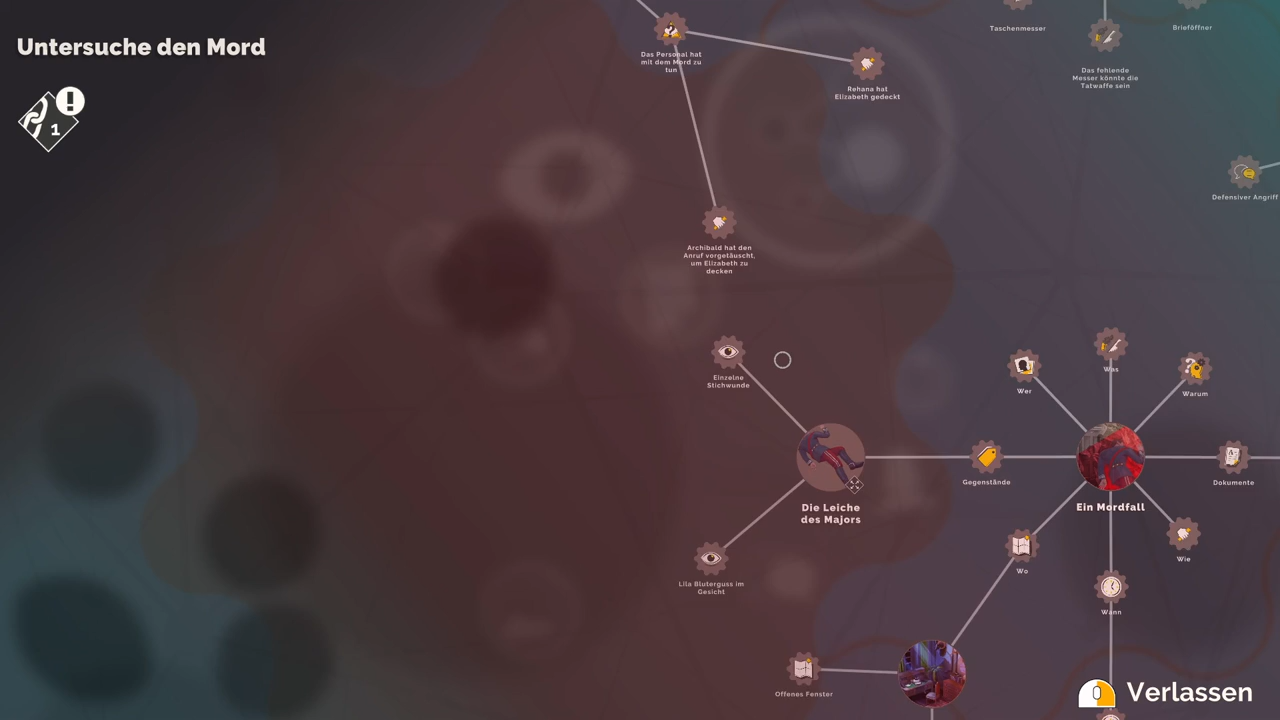 Untersuche den Mord
1
Das Personal hat
mit dem Mord zu
tun
Rehana hat
Elizabeth gedeckt
Taschenmesser
Brieföffner
Das fehlende
Messer könnte die
Tatwaffe sein
Defensiver Angriff
Archibald hat den
Anruf vorgetäuscht,
um Elizabeth zu
decken
Einzelne
Stichwunde
Wer
Was
Warum
Gegenstände
Dokumente
Die Leiche
des Majors
Ein Mordfall
Lila Bluterguss im
Gesicht
Wo
Wie
Wann
Offenes Fenster
Verlassen